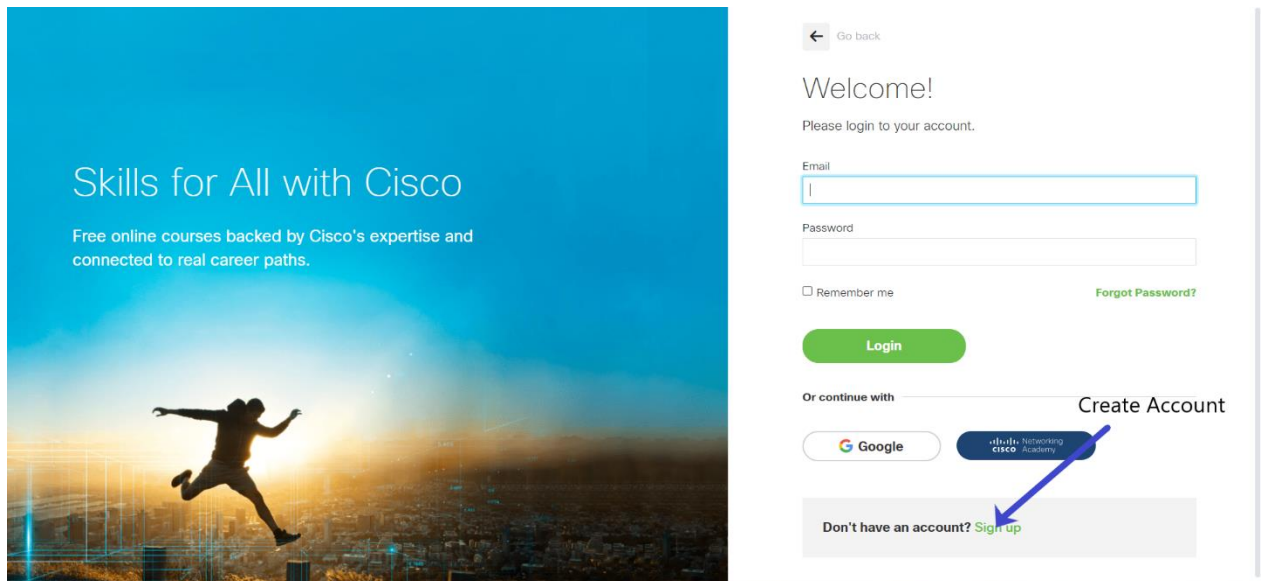 Go back
Welcome!
Please login to your account.
Skills for All with Cisco
Free online courses backed by Cisco's expertise and
connected to real career paths.
Email
Password
Remember me
Forgot Password?
Login
Or continue with
Create Account
Google
Networking
CISCO Academy
Don't have an account? Sign up